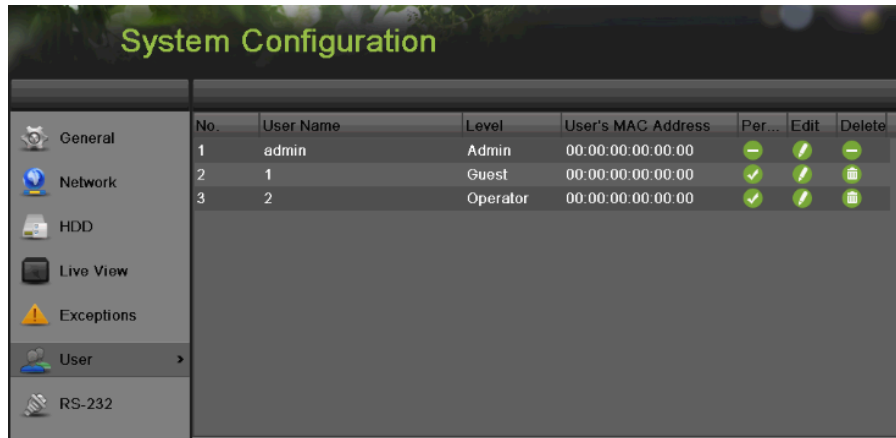 System Configuration
No. User Name Level User's MAC Address Per... Edit Delete
1 admin Admin 00:00:00:00:00:00
2 1 Guest 00:00:00:00:00:00
3 2 Operator 00:00:00:00:00:00
General
Network
HDD
Live View
Exceptions
User >
RS-232